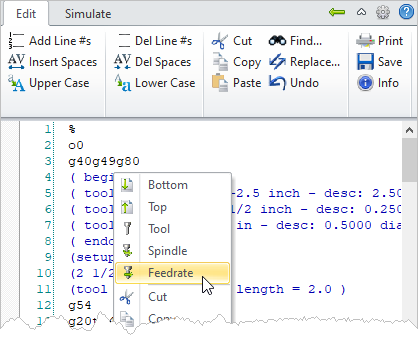 Edit Simulate
Add Line #s Del Line #s Cut Find... Print
Insert Spaces Del Spaces Copy Replace... Save
Upper Case Lower Case Paste Undo Info
1 %
2 o0
3 g40g49g80
4 ( begi
5 ( tool -2.5 inch - desc: 2.50
6 ( tool 1/2 inch - desc: 0.250
7 ( tool in - desc: 0.5000 dia
8 ( endo
9 (setup
10 (2 1/2
11 (tool length = 2.0 )
12 g54
Bottom
Top
Tool
Spindle
Feedrate
Cut
Copy